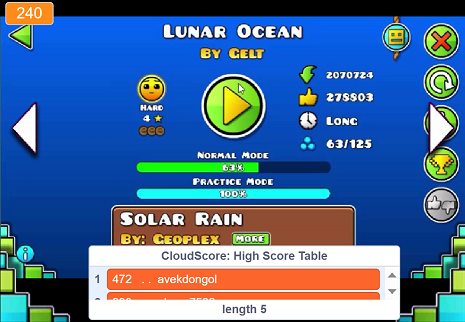 240
LUNAR OCEAN
BY GELT
HARD
4
2070724
278803
LONG
63/125
NORMAL MODE
63%
PRACTICE MODE
100%
SOLAR RAIN
BY: GEOPLEX MORE
CloudScore: High Score Table
1 472 . . avekdongol
length 5